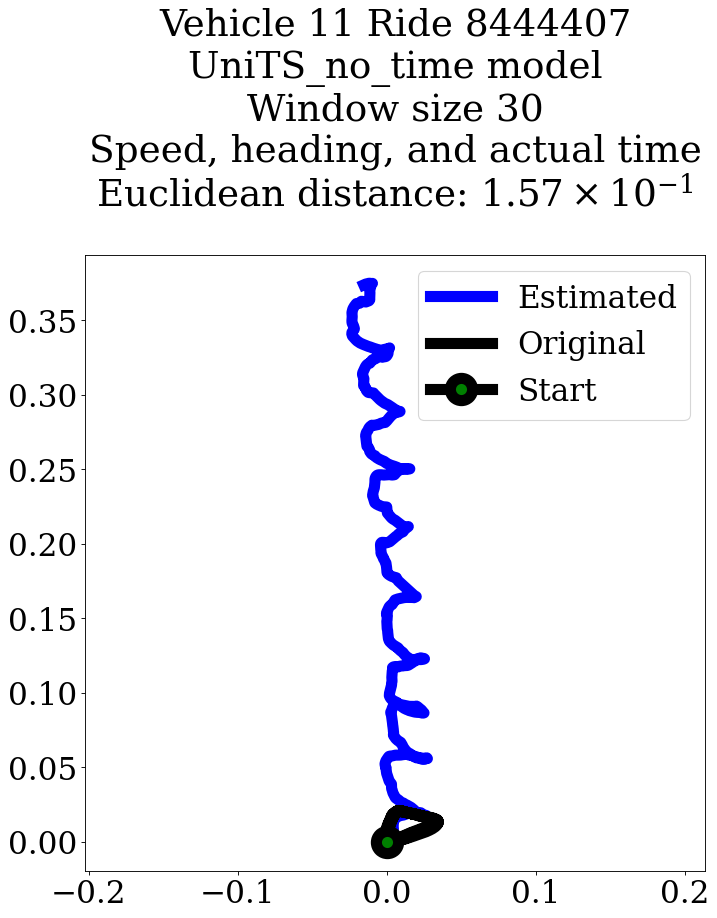 Vehicle 11 Ride 8444407
UniTS_no_time model
Window size 30
Speed, heading, and actual time
Euclidean distance: 1.57 × 10⁻¹
Estimated
Original
Start
0.35
0.30
0.25
0.20
0.15
0.10
0.05
0.00
−0.2 −0.1 0.0 0.1 0.2